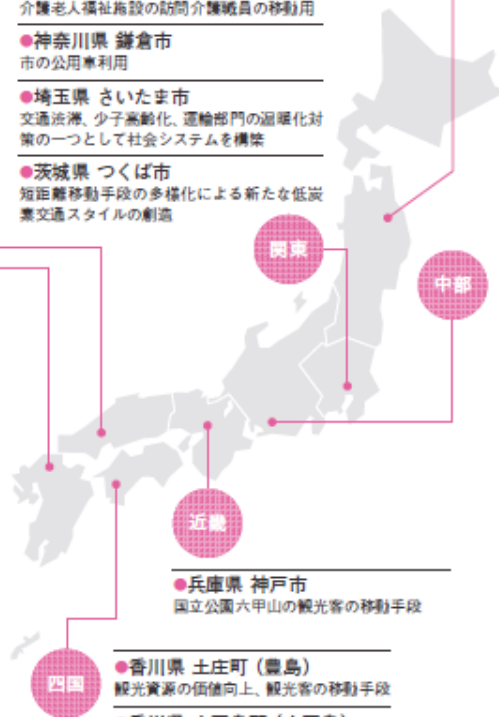 介護老人福祉施設の訪問介護職員の移動用
●神奈川県 鎌倉市
市の公用車利用
●埼玉県 さいたま市
交通渋滞、少子高齢化、運輸部門の温暖化対
策の一つとして社会システムを構築
●茨城県 つくば市
短距離移動手段の多様化による新たな低炭
素交通スタイルの創造
関東
中部
近畿
●兵庫県 神戸市
国立公園六甲山の観光客の移動手段
四国
●香川県 土庄町（豊島）
観光資源の価値向上、観光客の移動手段